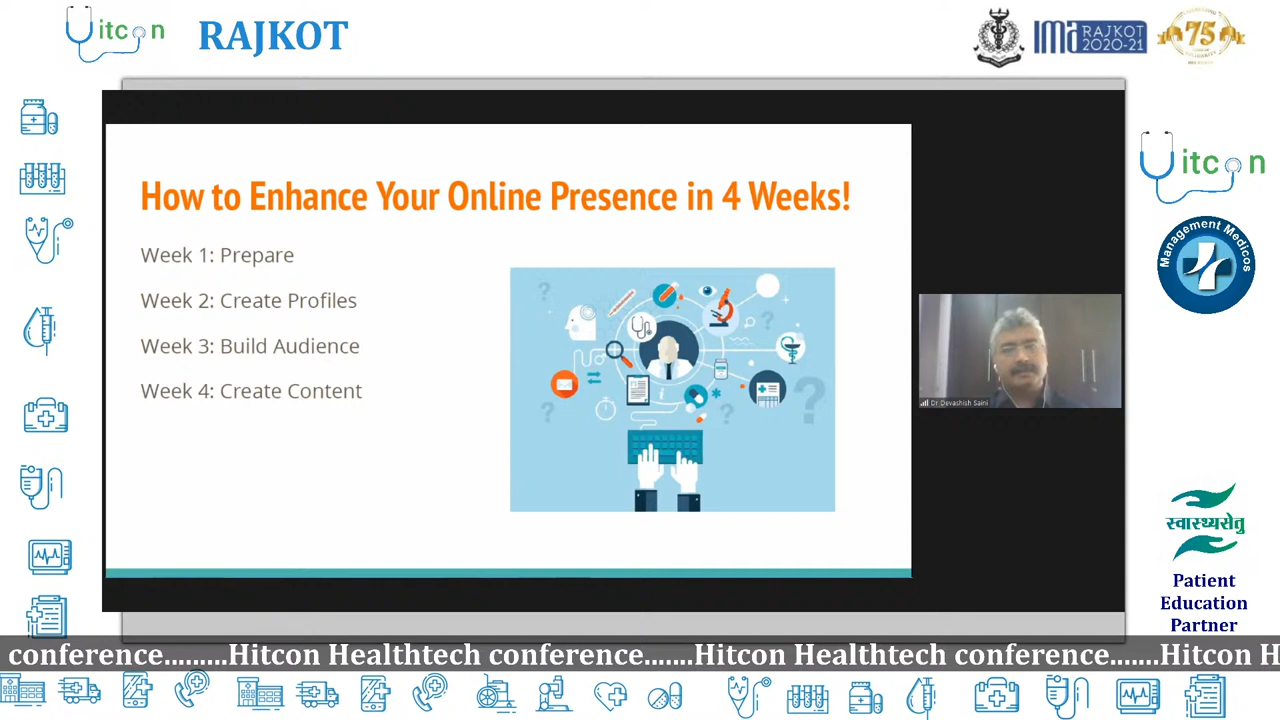 itcon
RAJKOT
IMA RAJKOT
2020-21
75
How to Enhance Your Online Presence in 4 Weeks!
Week 1: Prepare
Week 2: Create Profiles
Week 3: Build Audience
Week 4: Create Content
Dr Devashish Saini
itcon
Management Medicos
स्वास्थ्यसेतु
Patient
Education
Partner
conference.........Hitcon Healthtech conference.......Hitcon Healthtech conference.......Hitcon H